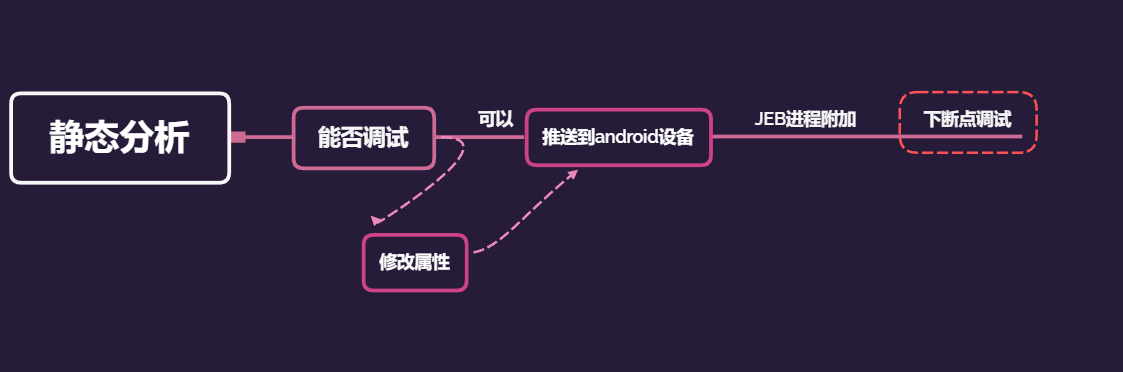 静态分析
能否调试
可以
推送到android设备
JEB进程附加
下断点调试
修改属性